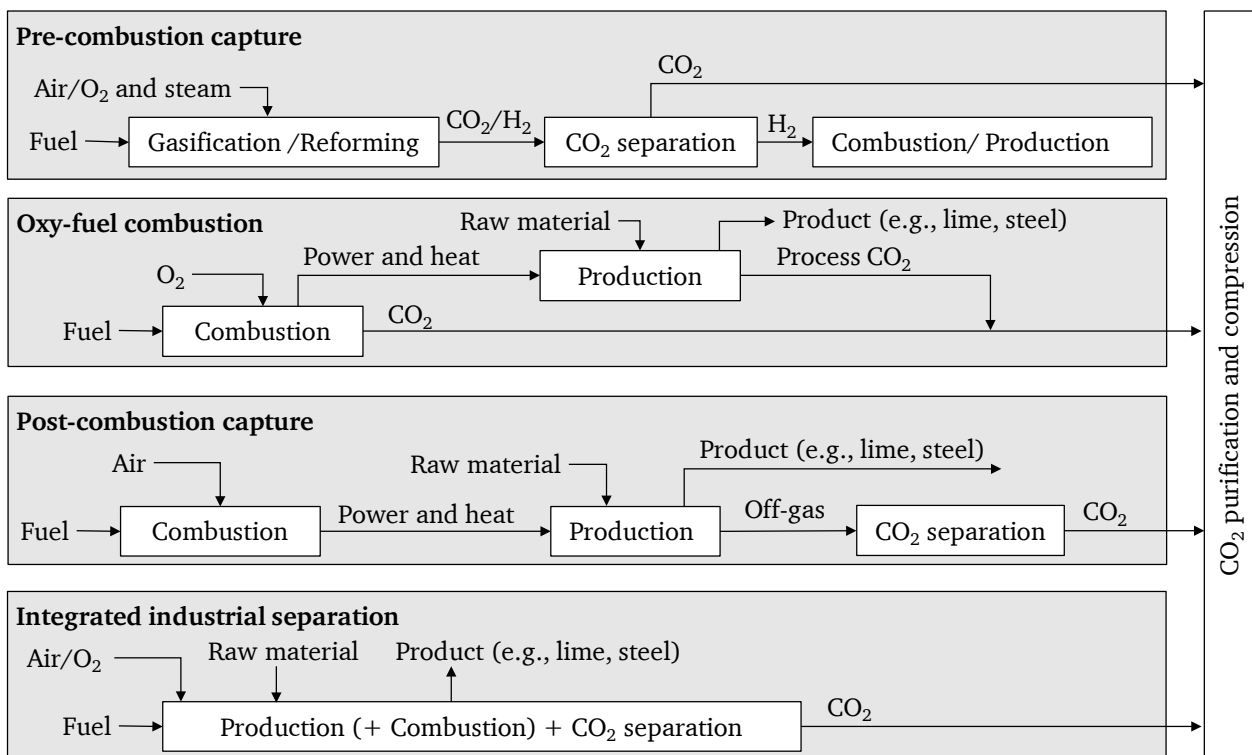 Pre-combustion capture
CO₂
Air/O₂ and steam
CO₂/H₂
H₂
Fuel
Gasification /Reforming
CO₂ separation
Combustion/ Production
Oxy-fuel combustion
Raw material
Product (e.g., lime, steel)
Power and heat
Process CO₂
O₂
Production
CO₂
Fuel
Combustion
Post-combustion capture
Air
Raw material
Product (e.g., lime, steel)
Power and heat
Off-gas
CO₂
Fuel
Combustion
Production
CO₂ separation
Integrated industrial separation
Air/O₂
Raw material
Product (e.g., lime, steel)
CO₂
Fuel
Production (+ Combustion) + CO₂ separation
CO₂ purification and compression